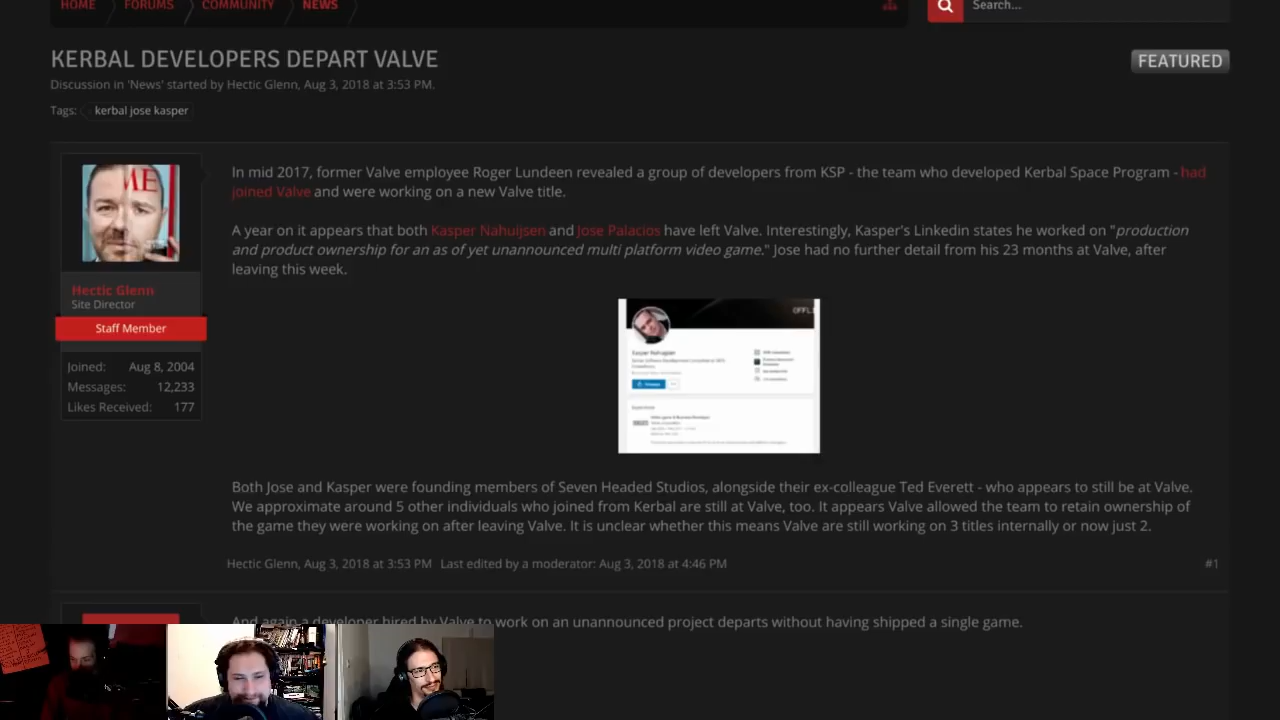 HOME
FORUMS
COMMUNITY
NEWS
Search...
KERBAL DEVELOPERS DEPART VALVE
FEATURED
Discussion in 'News' started by Hectic Glenn, Aug 3, 2018 at 3:53 PM.
Tags: kerbal jose kasper
In mid 2017, former Valve employee Roger Lundeen revealed a group of developers from KSP - the team who developed Kerbal Space Program - had
joined Valve and were working on a new Valve title.
A year on it appears that both Kasper Nahuijsen and Jose Palacios have left Valve. Interestingly, Kasper's Linkedin states he worked on "production
and product ownership for an as of yet unannounced multi platform video game." Jose had no further detail from his 23 months at Valve, after
leaving this week.
ME
Hectic Glenn
Site Director
Staff Member
Joined: Aug 8, 2004
Messages: 12,233
Likes Received: 177
OFFLI
Kasper Nahuijsen
Both Jose and Kasper were founding members of Seven Headed Studios, alongside their ex-colleague Ted Everett - who appears to still be at Valve.
We approximate around 5 other individuals who joined from Kerbal are still at Valve, too. It appears Valve allowed the team to retain ownership of
the game they were working on after leaving Valve. It is unclear whether this means Valve are still working on 3 titles internally or now just 2.
Hectic Glenn, Aug 3, 2018 at 3:53 PM Last edited by a moderator: Aug 3, 2018 at 4:46 PM
#1
And again a developer hired by Valve to work on an unannounced project departs without having shipped a single game.